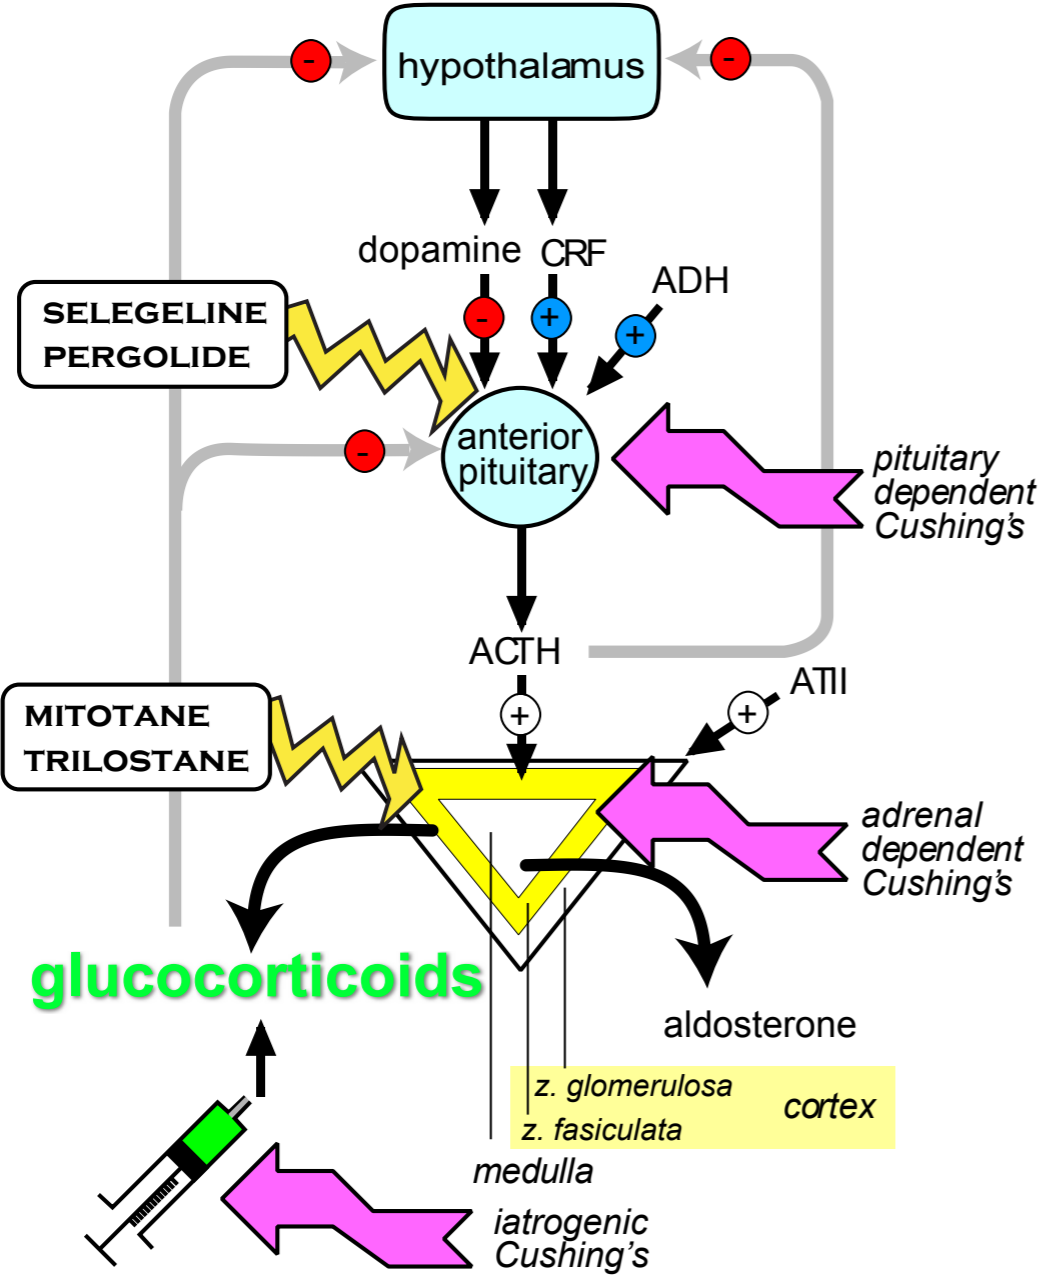 -
-
hypothalamus
dopamine
CRF
ADH
SELEGELINE
PERGOLIDE
-
+
+
-
anterior
pituitary
pituitary
dependent
Cushing's
ACTH
ATII
MITOTANE
TRILOSTANE
+
+
adrenal
dependent
Cushing's
glucocorticoids
aldosterone
z. glomerulosa
cortex
z. fasiculata
medulla
iatrogenic
Cushing's